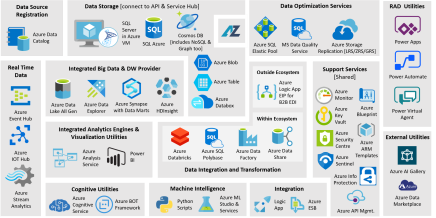 Data Source
Registration
Azure Data
Catalog
Data Storage [connect to API & Service Hub]
SQL
Server in
Azure
VM
SQL Azure
Cosmos DB
(includes NoSQL &
Graph too)
Data Optimization Services
Azure SQL
Elastic Pool
MS Data Quality
Service
Azure Storage
Replication [LRS/ZRS/GRS]
RAD Utilities
Power Apps
Power Automate
Power Virtual
Agent
Real Time
Data
Azure
Event Hub
Azure
IOT Hub
Azure
Stream
Analytics
Integrated Big Data & DW Provider
Azure Data
Lake All Gen
Azure Data
Explorer
Azure Synapse
with Data Marts
Azure
HDInsight
Azure Blob
Azure Table
Azure
Databox
Outside Ecosystem
Azure
Logic App
EIP for
B2B EDI
Support Services
[Shared]
Azure
Monitor
Azure
Key
Vault
Azure
Security
Centre
Azure
Sentinel
Azure
Info
Protection
Azure API Mgmt.
Azure
Blueprint
Azure
ARM
Templates
Integrated Analytics Engines &
Visualization Utilities
Azure
Analysis
Service
Power
BI
Within Ecosystem
Azure
Databricks
Azure SQL
Polybase
Azure Data
Factory
Azure Data
Share
Data Integration and Transformation
External Utilities
Azure AI Gallery
Azure Data
Marketplace
Cognitive Utilities
Azure
Cognitive
Service
Azure BOT
Framework
Machine Intelligence
Python
Scripts
Azure ML
Studio &
Services
Integration
Logic
App
Azure
ESB